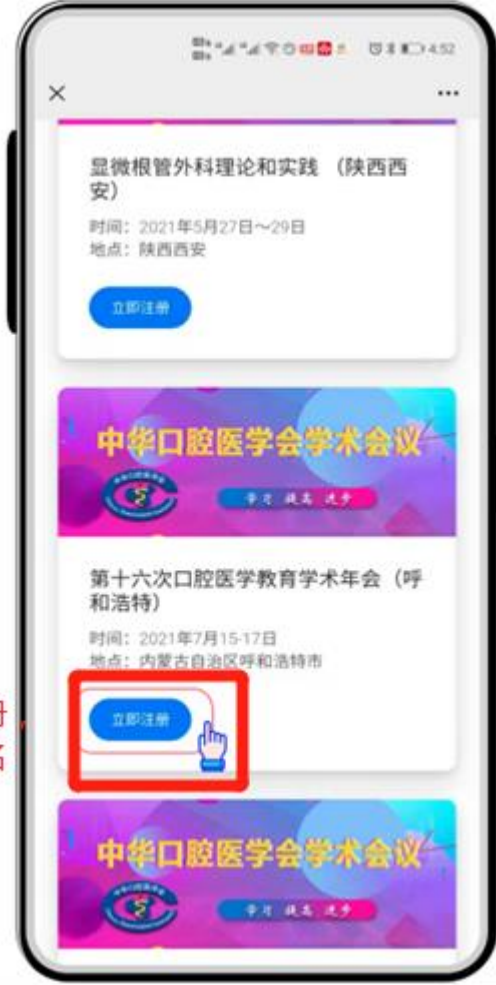 4:52
显微根管外科理论和实践 （陕西西
安）
时间：2021年5月27日～29日
地点：陕西西安
立即注册
中华口腔医学会学术会议
学习 提高 进步
第十六次口腔医学教育学术年会（呼
和浩特）
时间：2021年7月15-17日
地点：内蒙古自治区呼和浩特市
立即注册
册，
名
中华口腔医学会学术会议
学习 提高 进步